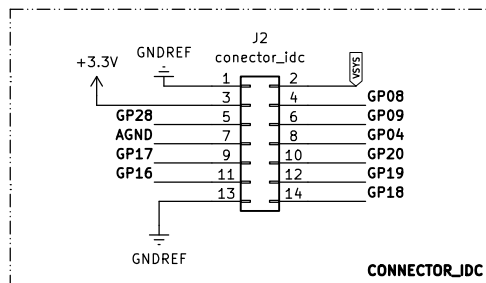 J2
GNDREF
conector_idc
+3.3V
VSYS
1 2
3 4 GP08
GP28 5 6 GP09
AGND 7 8 GP04
GP17 9 10 GP20
GP16 11 12 GP19
13 14 GP18
GNDREF
CONNECTOR_IDC